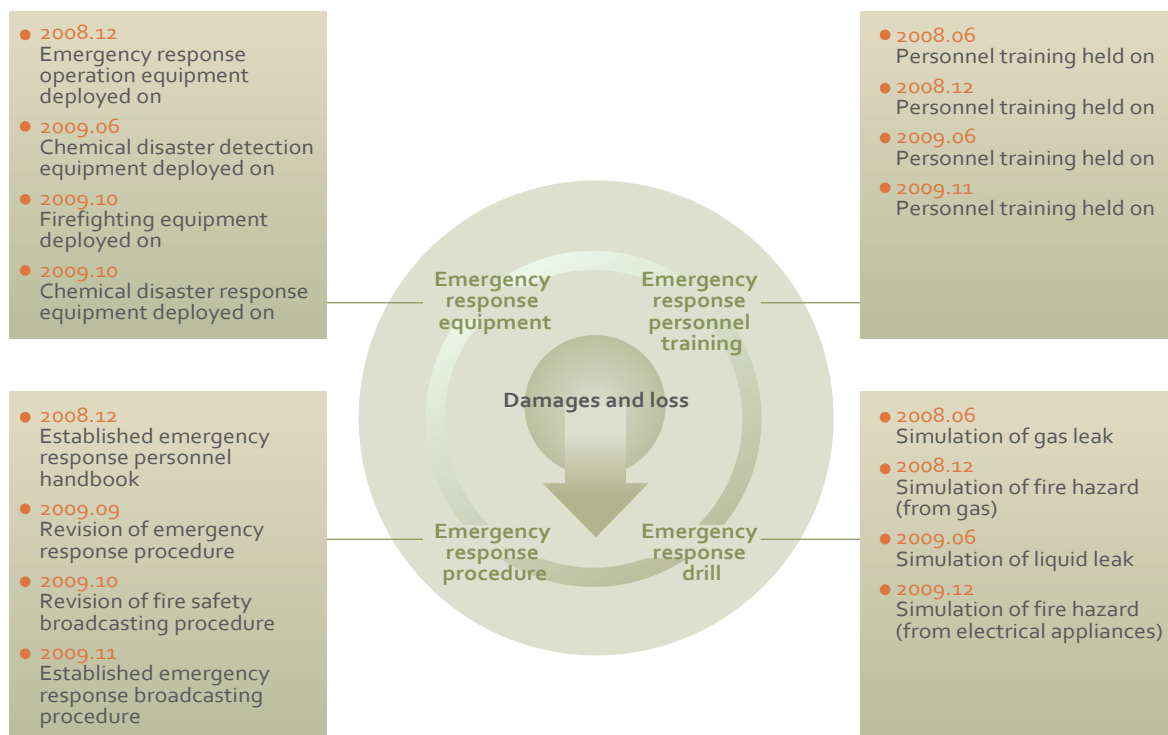 2008.12
Emergency response
operation equipment
deployed on
2009.06
Chemical disaster detection
equipment deployed on
2009.10
Firefighting equipment
deployed on
2009.10
Chemical disaster response
equipment deployed on
2008.06
Personnel training held on
2008.12
Personnel training held on
2009.06
Personnel training held on
2009.11
Personnel training held on
Emergency
response
equipment
Emergency
response
personnel
training
Damages and loss
Emergency
response
procedure
Emergency
response
drill
2008.12
Established emergency
response personnel
handbook
2009.09
Revision of emergency
response procedure
2009.10
Revision of fire safety
broadcasting procedure
2009.11
Established emergency
response broadcasting
procedure
2008.06
Simulation of gas leak
2008.12
Simulation of fire hazard
(from gas)
2009.06
Simulation of liquid leak
2009.12
Simulation of fire hazard
(from electrical appliances)